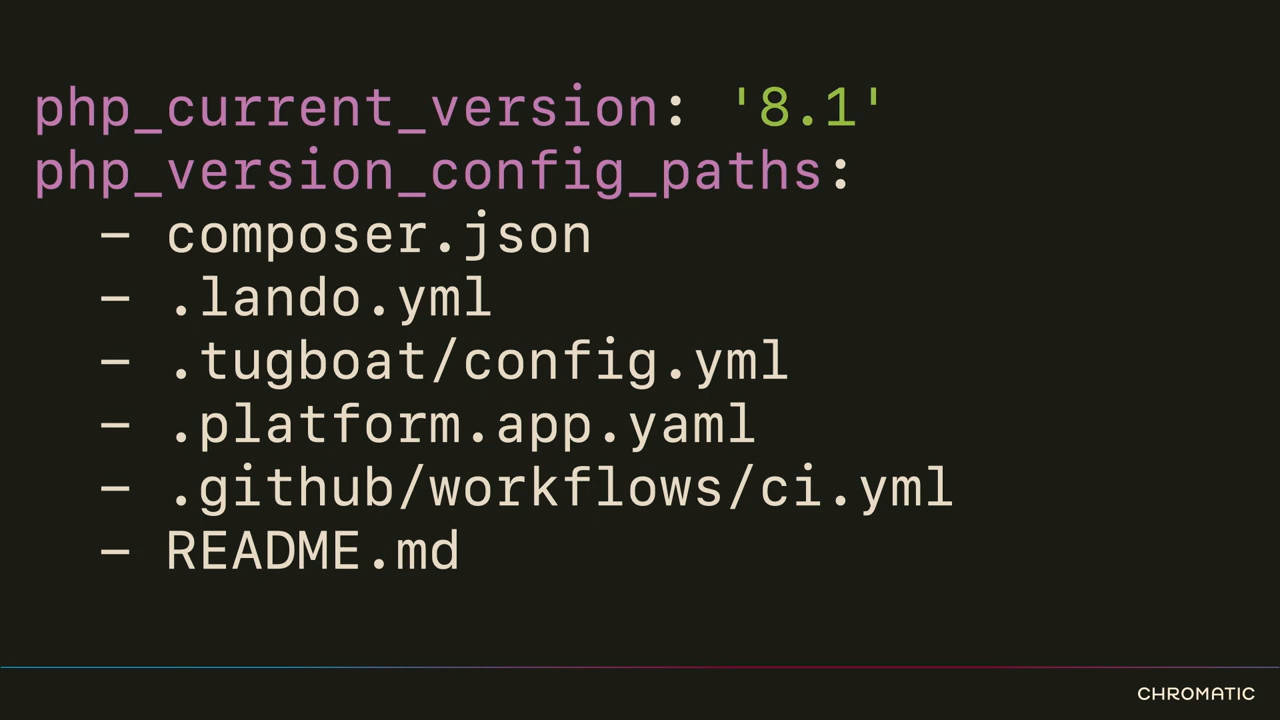 php_current_version: '8.1'
php_version_config_paths:
  – composer.json
  – .lando.yml
  – .tugboat/config.yml
  – .platform.app.yaml
  – .github/workflows/ci.yml
  – README.md
CHROMATIC